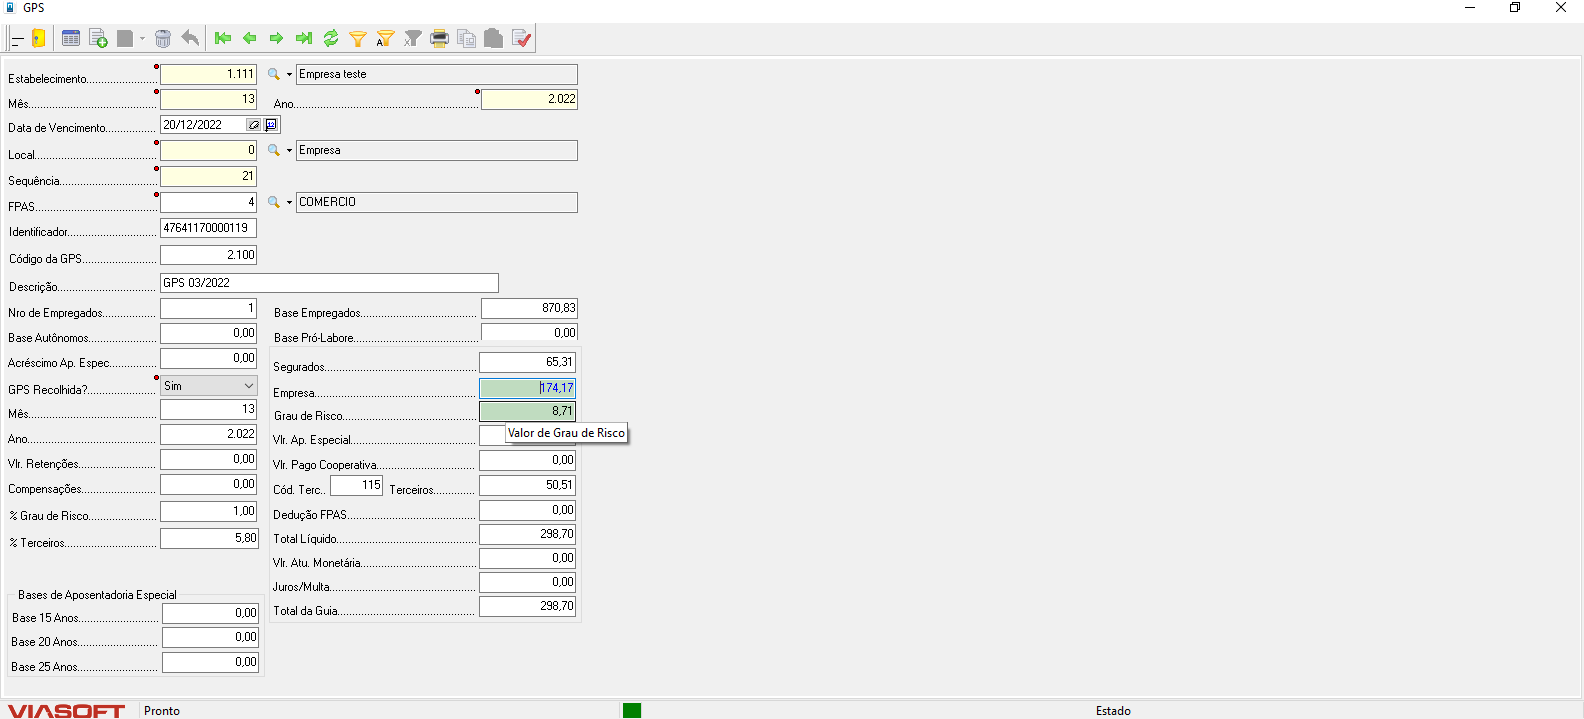 GPS
Estabelecimento 1.111 Empresa teste
Mês 13 Ano 2.022
Data de Vencimento 20/12/2022
Local 0 Empresa
Sequência 21
FPAS 4 COMERCIO
Identificador 47641170000119
Código da GPS 2.100
Descrição GPS 03/2022
Nro de Empregados 1 Base Empregados 870,83
Base Autônomos 0,00 Base Pró-Labore 0,00
Acréscimo Ap. Espec. 0,00 Segurados 65,31
GPS Recolhida? Sim Empresa 174,17
Mês 13 Grau de Risco 8,71
Valor de Grau de Risco
Ano 2.022 Vlr. Ap. Especial
Vlr. Retenções 0,00 Vlr. Pago Cooperativa 0,00
Compensações 0,00 Cód. Terc.. 115 Terceiros 50,51
% Grau de Risco 1,00 Dedução FPAS 0,00
% Terceiros 5,80 Total Líquido 298,70
Vlr. Atu. Monetária 0,00
Juros/Multa 0,00
Bases de Aposentadoria Especial
Total da Guia 298,70
Base 15 Anos 0,00
Base 20 Anos 0,00
Base 25 Anos 0,00
VIASOFT Pronto Estado